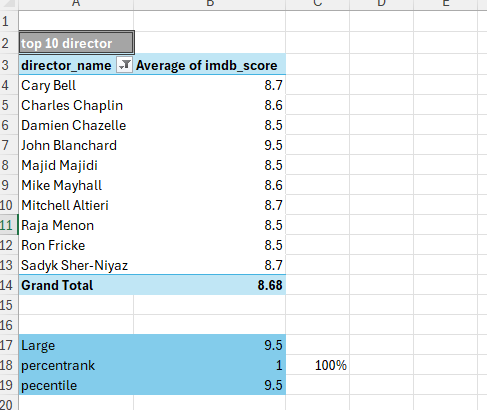 A B C D E
1
2 top 10 director
3 director_name Average of imdb_score
4 Cary Bell 8.7
5 Charles Chaplin 8.6
6 Damien Chazelle 8.5
7 John Blanchard 9.5
8 Majid Majidi 8.5
9 Mike Mayhall 8.6
10 Mitchell Altieri 8.7
11 Raja Menon 8.5
12 Ron Fricke 8.5
13 Sadyk Sher-Niyaz 8.7
14 Grand Total 8.68
15
16
17 Large 9.5
18 percentrank 1 100%
19 pecentile 9.5
20